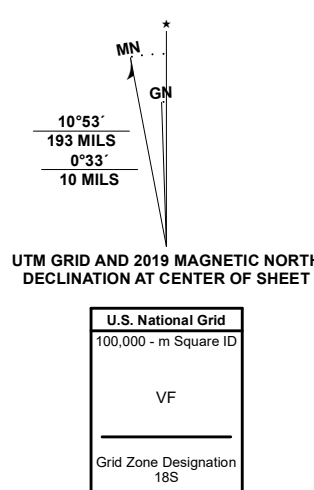 ★
MN
GN
10°53´
193 MILS
0°33´
10 MILS
UTM GRID AND 2019 MAGNETIC NORTH
DECLINATION AT CENTER OF SHEET
U.S. National Grid
100,000 - m Square ID
VF
Grid Zone Designation
18S